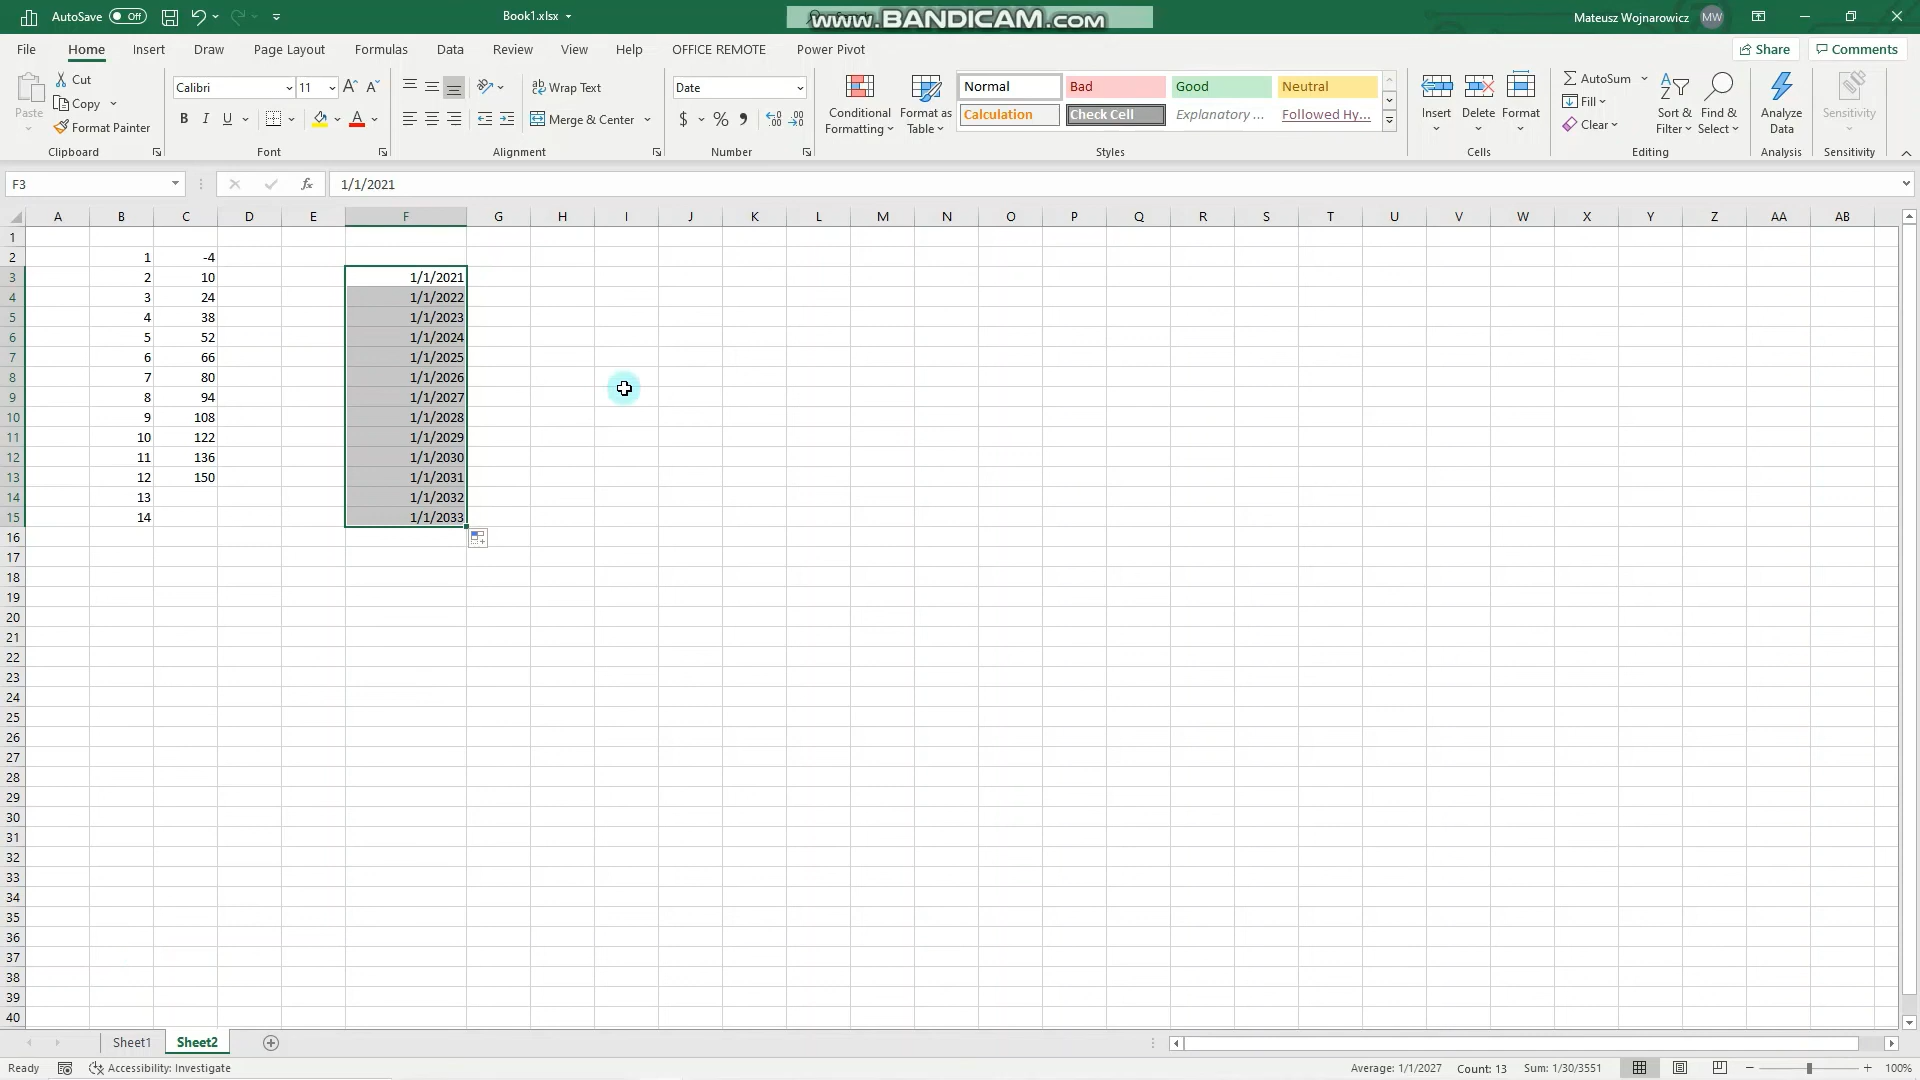 AutoSave Off Book1.xlsx www.BANDICAM.com Mateusz Wojnarowicz MW
File Home Insert Draw Page Layout Formulas Data Review View Help OFFICE REMOTE Power Pivot Share Comments
Paste Cut Copy Format Painter Clipboard
Calibri 11 A A B I U A Font
Wrap Text Merge & Center Alignment
Date $ % Number
Conditional Formatting Format as Table Normal Bad Good Neutral
Calculation Check Cell Explanatory ... Followed Hy... Styles
Insert Delete Format Cells
AutoSum Fill Clear Sort & Filter Find & Select Editing
Analyze Data Analysis Sensitivity Sensitivity
F3 fx 1/1/2021
A B C D E F G H I J K L M N O P Q R S T U V W X Y Z AA AB
1
2 1 -4
3 2 10 1/1/2021
4 3 24 1/1/2022
5 4 38 1/1/2023
6 5 52 1/1/2024
7 6 66 1/1/2025
8 7 80 1/1/2026
9 8 94 1/1/2027
10 9 108 1/1/2028
11 10 122 1/1/2029
12 11 136 1/1/2030
13 12 150 1/1/2031
14 13 1/1/2032
15 14 1/1/2033
16
17
18
19
20
21
22
23
24
25
26
27
28
29
30
31
32
33
34
35
36
37
38
39
40
Sheet1 Sheet2
Ready Accessibility: Investigate Average: 1/1/2027 Count: 13 Sum: 1/30/3551 100%